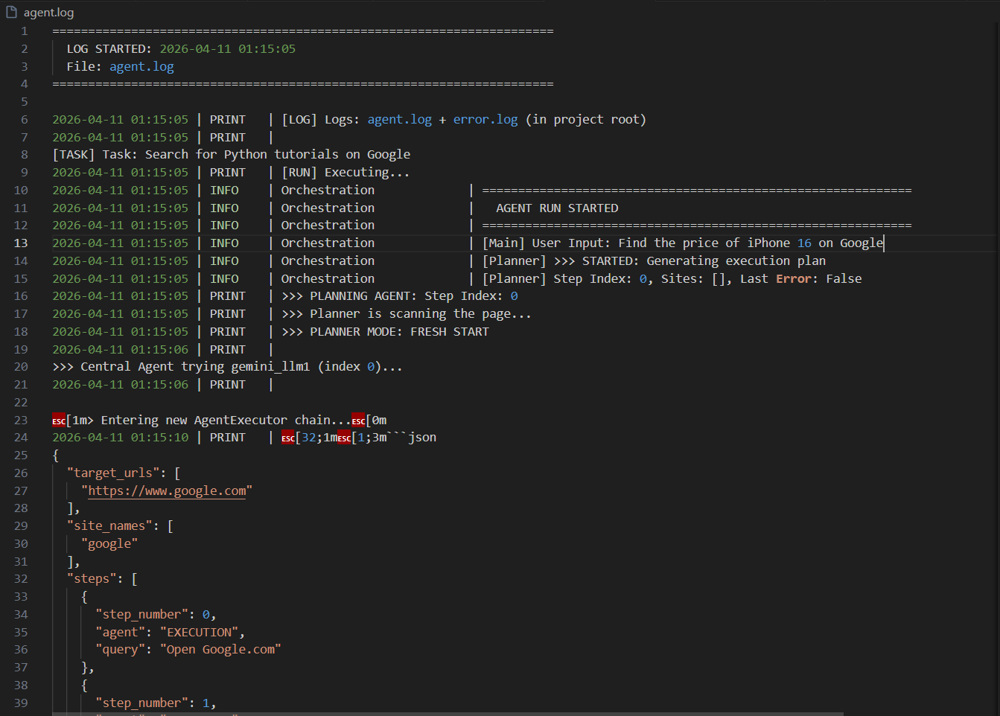 agent.log
1 ======================================================================
2 LOG STARTED: 2026-04-11 01:15:05
3 File: agent.log
4 ======================================================================
5
6 2026-04-11 01:15:05 | PRINT | [LOG] Logs: agent.log + error.log (in project root)
7 2026-04-11 01:15:05 | PRINT |
8 [TASK] Task: Search for Python tutorials on Google
9 2026-04-11 01:15:05 | PRINT | [RUN] Executing...
10 2026-04-11 01:15:05 | INFO | Orchestration | ============================================================
11 2026-04-11 01:15:05 | INFO | Orchestration | AGENT RUN STARTED
12 2026-04-11 01:15:05 | INFO | Orchestration | ============================================================
13 2026-04-11 01:15:05 | INFO | Orchestration | [Main] User Input: Find the price of iPhone 16 on Google
14 2026-04-11 01:15:05 | INFO | Orchestration | [Planner] >>> STARTED: Generating execution plan
15 2026-04-11 01:15:05 | INFO | Orchestration | [Planner] Step Index: 0, Sites: [], Last Error: False
16 2026-04-11 01:15:05 | PRINT | >>> PLANNING AGENT: Step Index: 0
17 2026-04-11 01:15:05 | PRINT | >>> Planner is scanning the page...
18 2026-04-11 01:15:05 | PRINT | >>> PLANNER MODE: FRESH START
19 2026-04-11 01:15:06 | PRINT |
20 >>> Central Agent trying gemini_llm1 (index 0)...
21 2026-04-11 01:15:06 | PRINT |
22
23 ESC[1m> Entering new AgentExecutor chain...ESC[0m
24 2026-04-11 01:15:10 | PRINT | ESC[32;1mESC[1;3m```json
25 {
26 "target_urls": [
27 "https://www.google.com"
28 ],
29 "site_names": [
30 "google"
31 ],
32 "steps": [
33 {
34 "step_number": 0,
35 "agent": "EXECUTION",
36 "query": "Open Google.com"
37 },
38 {
39 "step_number": 1,